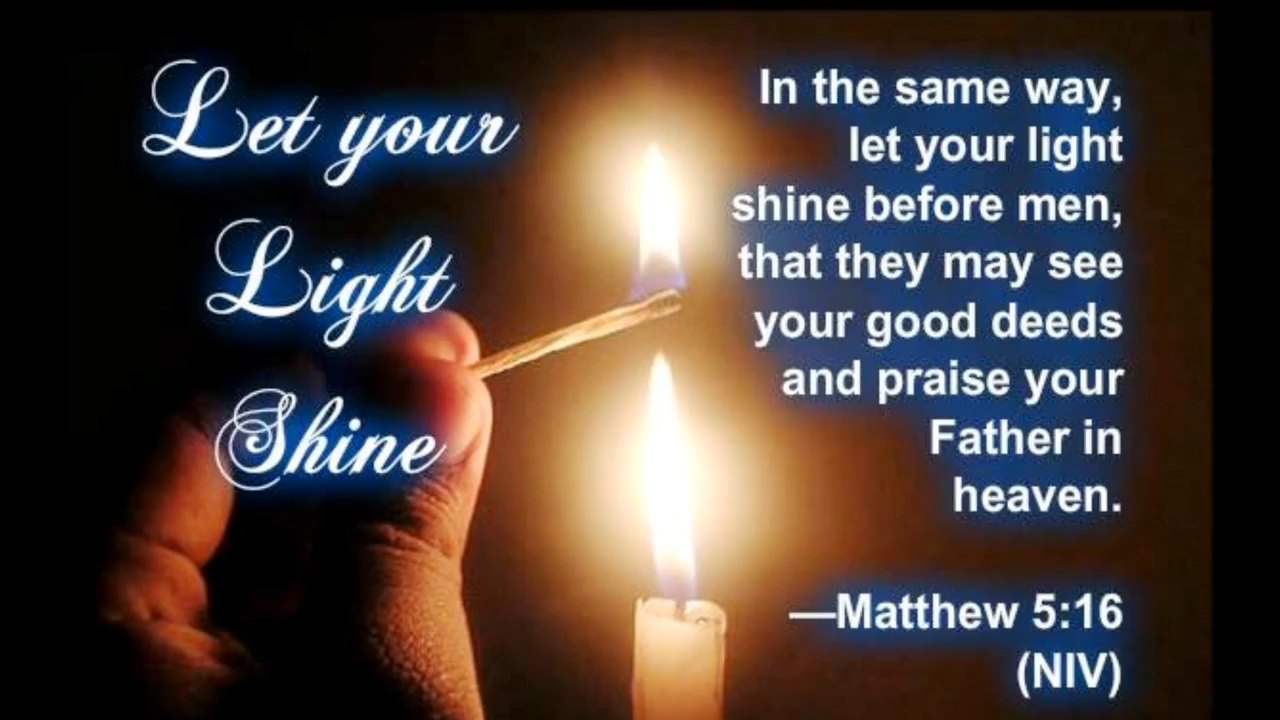 Let your
Light
Shine
In the same way,
let your light
shine before men,
that they may see
your good deeds
and praise your
Father in
heaven.
—Matthew 5:16
(NIV)